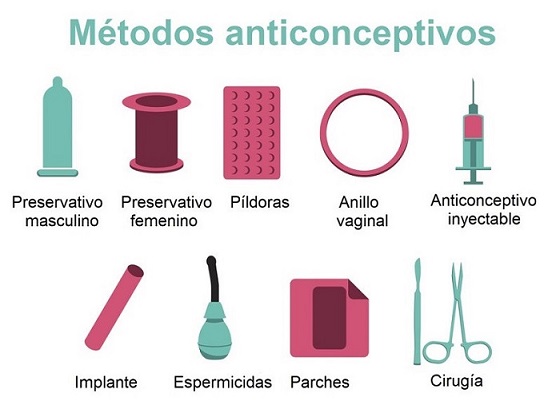 Métodos anticonceptivos
Preservativo
masculino
Preservativo
femenino
Píldoras
Anillo
vaginal
Anticonceptivo
inyectable
Implante
Espermicidas
Parches
Cirugía